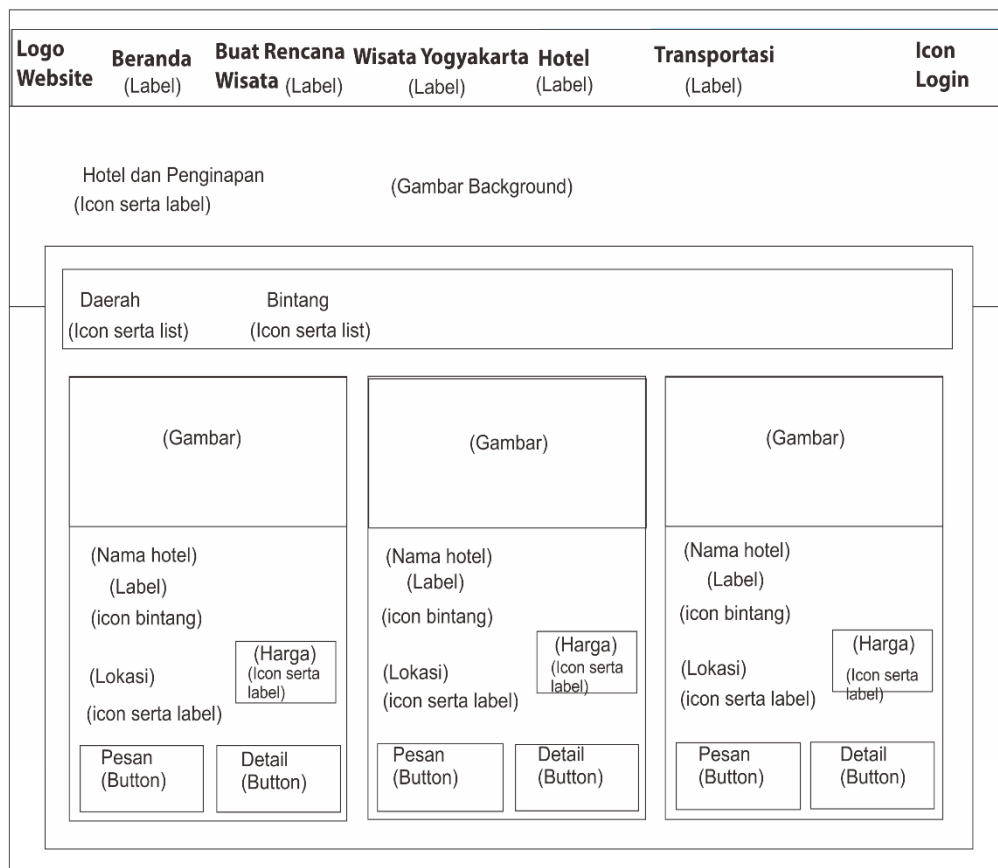 Logo
Website
Beranda
(Label)
Buat Rencana
Wisata (Label)
Wisata Yogyakarta
(Label)
Hotel
(Label)
Transportasi
(Label)
Icon
Login
Hotel dan Penginapan
(Icon serta label)
(Gambar Background)
Daerah
(Icon serta list)
Bintang
(Icon serta list)
(Gambar)
(Nama hotel)
(Label)
(icon bintang)
(Lokasi)
(icon serta label)
(Harga)
(Icon serta
label)
Pesan
(Button)
Detail
(Button)
(Gambar)
(Nama hotel)
(Label)
(icon bintang)
(Lokasi)
(icon serta label)
(Harga)
(Icon serta
label)
Pesan
(Button)
Detail
(Button)
(Gambar)
(Nama hotel)
(Label)
(icon bintang)
(Lokasi)
(icon serta label)
(Harga)
(Icon serta
label)
Pesan
(Button)
Detail
(Button)